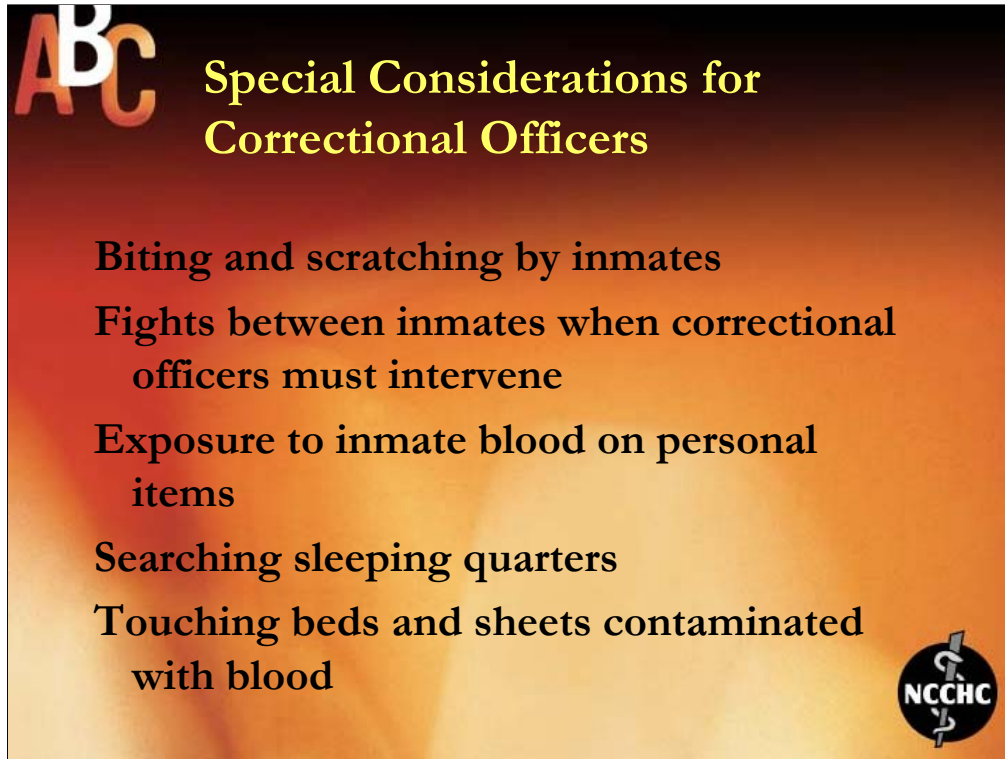 ABC
Special Considerations for
Correctional Officers
Biting and scratching by inmates
Fights between inmates when correctional
officers must intervene
Exposure to inmate blood on personal
items
Searching sleeping quarters
Touching beds and sheets contaminated
with blood
NCCHC